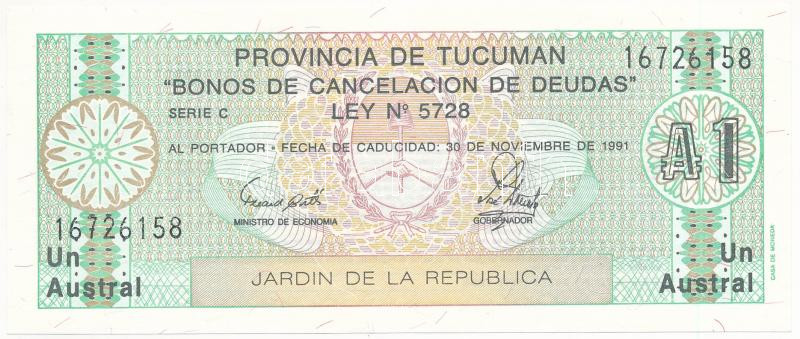 PROVINCIA DE TUCUMAN
16726158
"BONOS DE CANCELACION DE DEUDAS"
SERIE C
LEY Nº 5728
AL PORTADOR - FECHA DE CADUCIDAD: 30 DE NOVIEMBRE DE 1991
₳ 1
16726158
MINISTRO DE ECONOMIA
GOBERNADOR
Un
Austral
Un
Austral
JARDIN DE LA REPUBLICA
CASA DE MONEDA